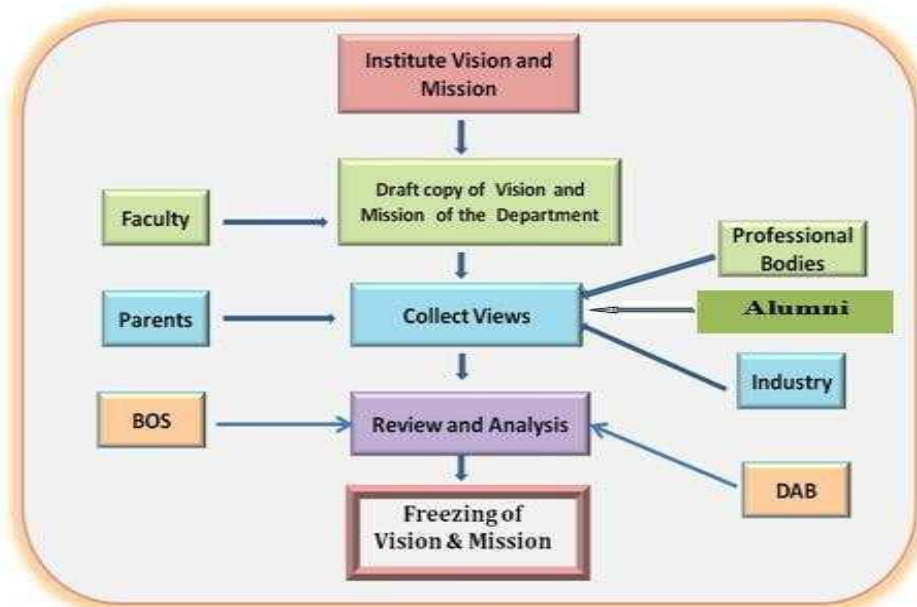 Institute Vision and
Mission
Draft copy of Vision and
Mission of the Department
Faculty
Professional
Bodies
Parents
Collect Views
Alumni
Industry
BOS
Review and Analysis
DAB
Freezing of
Vision & Mission